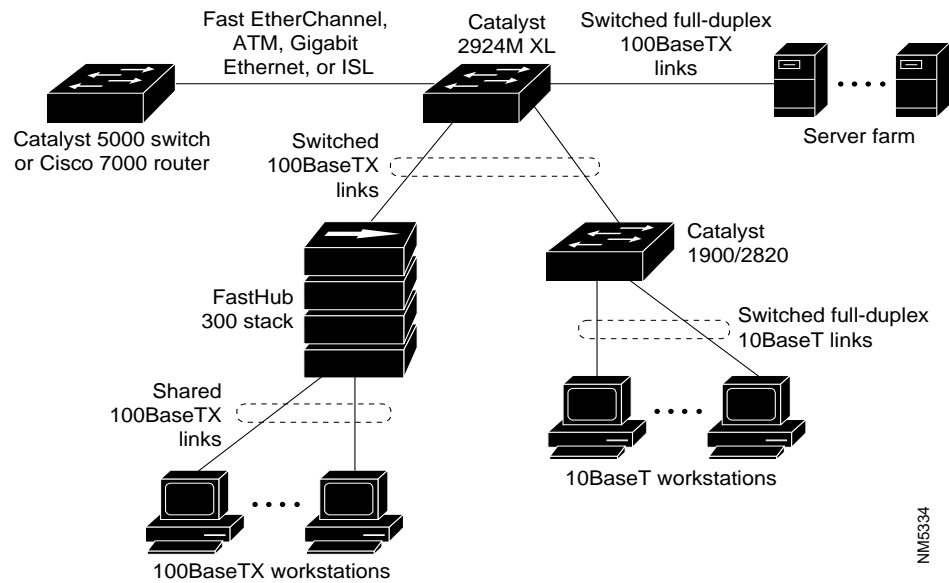 Fast EtherChannel,
ATM, Gigabit
Ethernet, or ISL
Catalyst
2924M XL
Switched full-duplex
100BaseTX
links
Catalyst 5000 switch
or Cisco 7000 router
Server farm
Switched
100BaseTX
links
Catalyst
1900/2820
FastHub
300 stack
Switched full-duplex
10BaseT links
Shared
100BaseTX
links
10BaseT workstations
100BaseTX workstations
NM5334